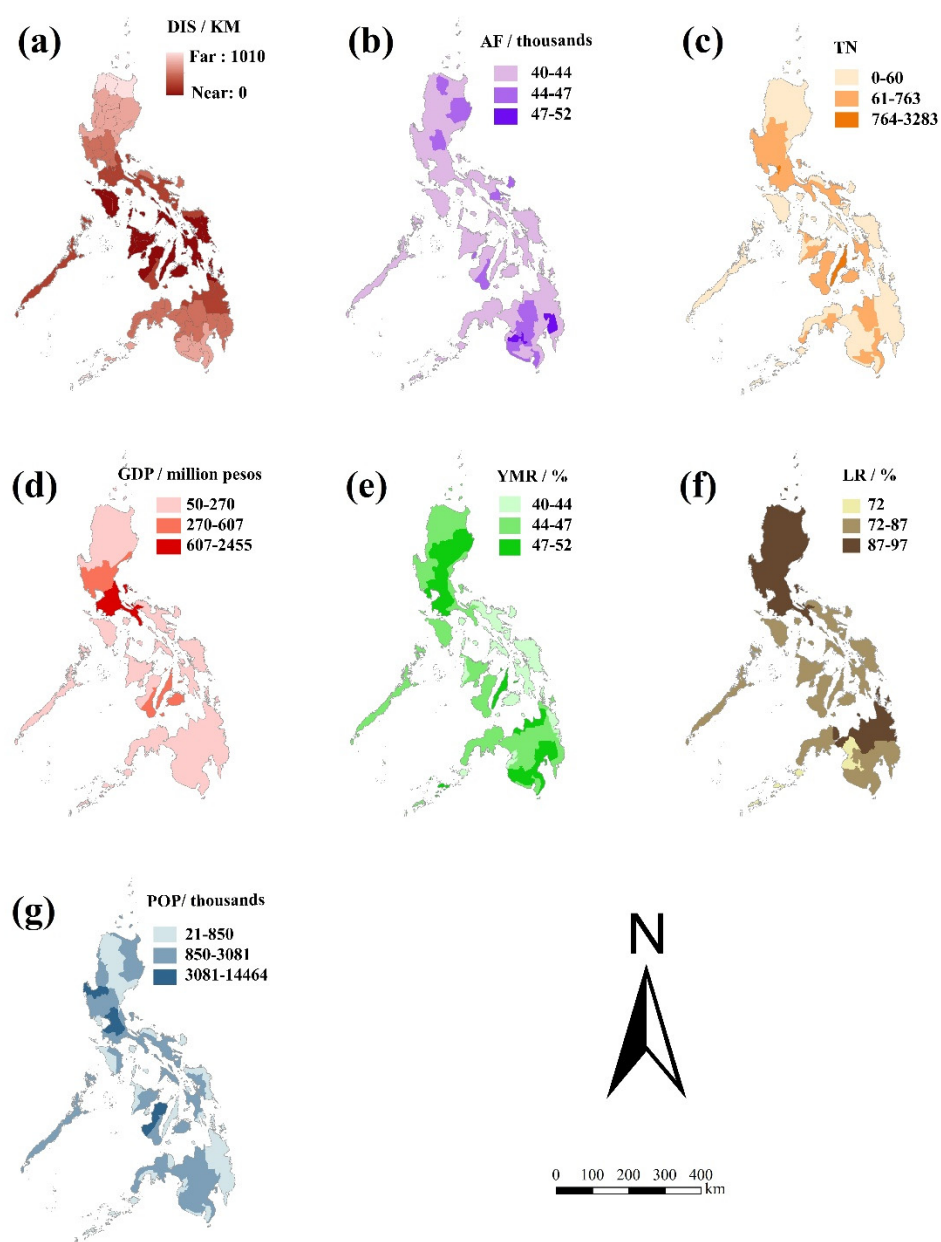 (a)
DIS / KM
Far : 1010
Near: 0
(b)
AF / thousands
40-44
44-47
47-52
(c)
TN
0-60
61-763
764-3283
(d)
GDP / million pesos
50-270
270-607
607-2455
(e)
YMR / %
40-44
44-47
47-52
(f)
LR / %
72
72-87
87-97
(g)
POP/ thousands
21-850
850-3081
3081-14464
N
0 100 200 300 400
km